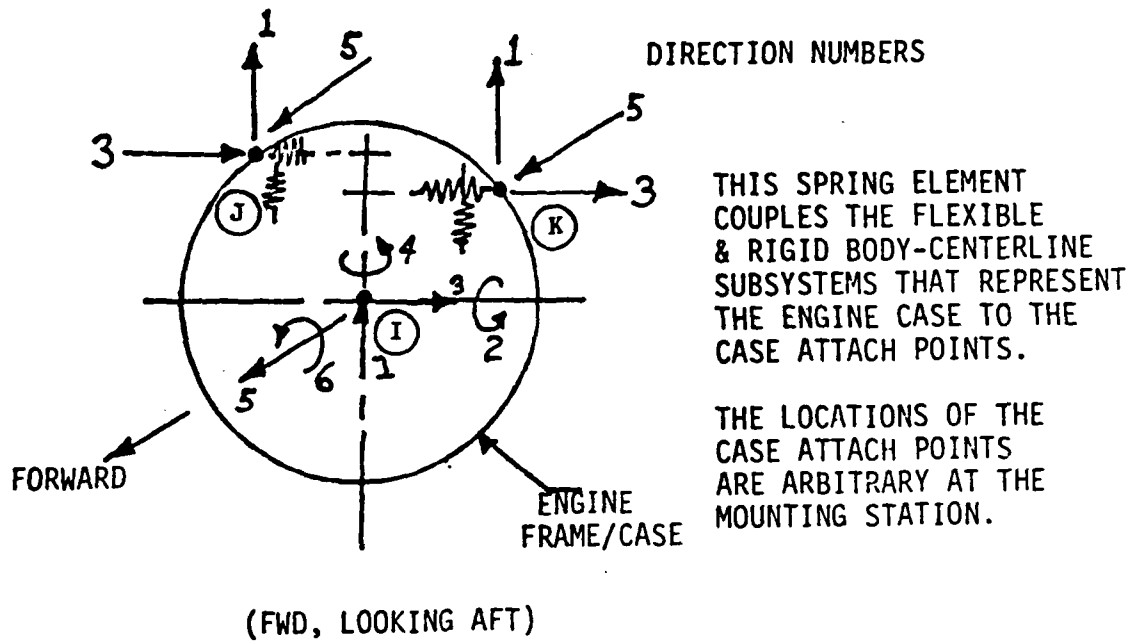 DIRECTION NUMBERS
1
5
1
5
3
3
J
K
4
3
I
2
1
6
5
THIS SPRING ELEMENT
COUPLES THE FLEXIBLE
& RIGID BODY-CENTERLINE
SUBSYSTEMS THAT REPRESENT
THE ENGINE CASE TO THE
CASE ATTACH POINTS.
THE LOCATIONS OF THE
CASE ATTACH POINTS
ARE ARBITRARY AT THE
MOUNTING STATION.
FORWARD
ENGINE
FRAME/CASE
(FWD, LOOKING AFT)